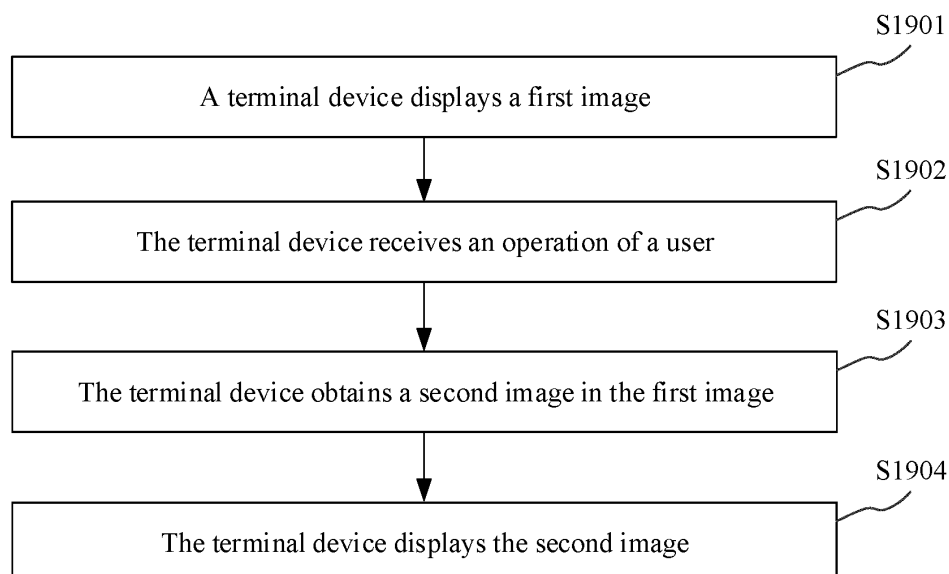 S1901
A terminal device displays a first image
S1902
The terminal device receives an operation of a user
S1903
The terminal device obtains a second image in the first image
S1904
The terminal device displays the second image